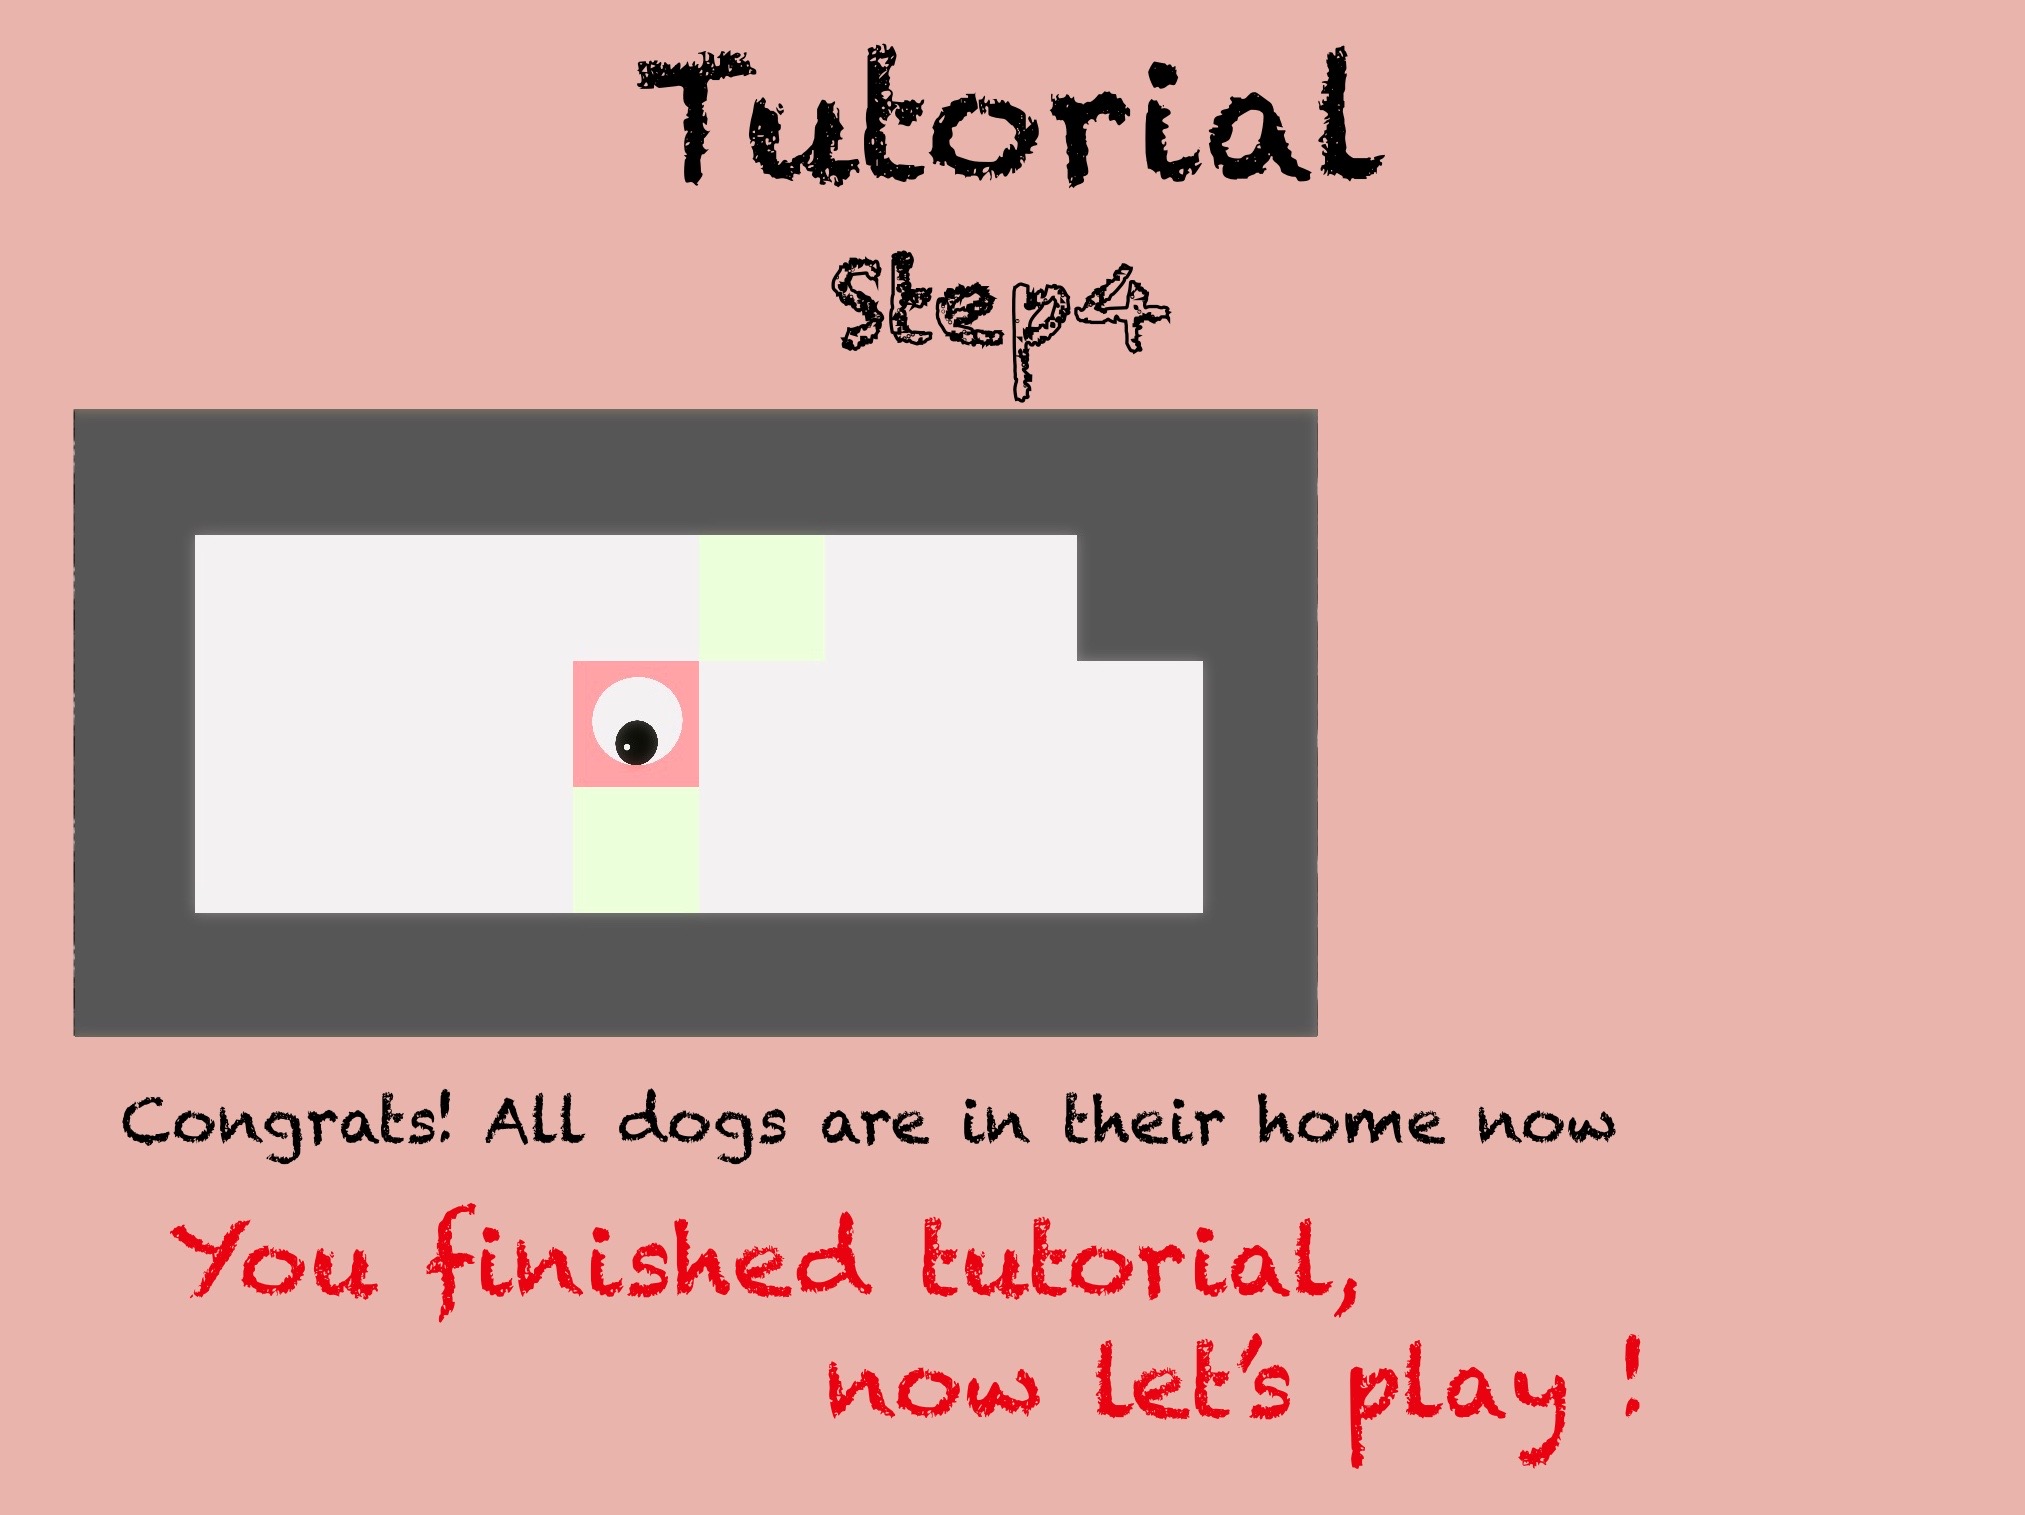 Tutorial
Step4
Congrats! All dogs are in their home now
You finished tutorial,
now let's play !